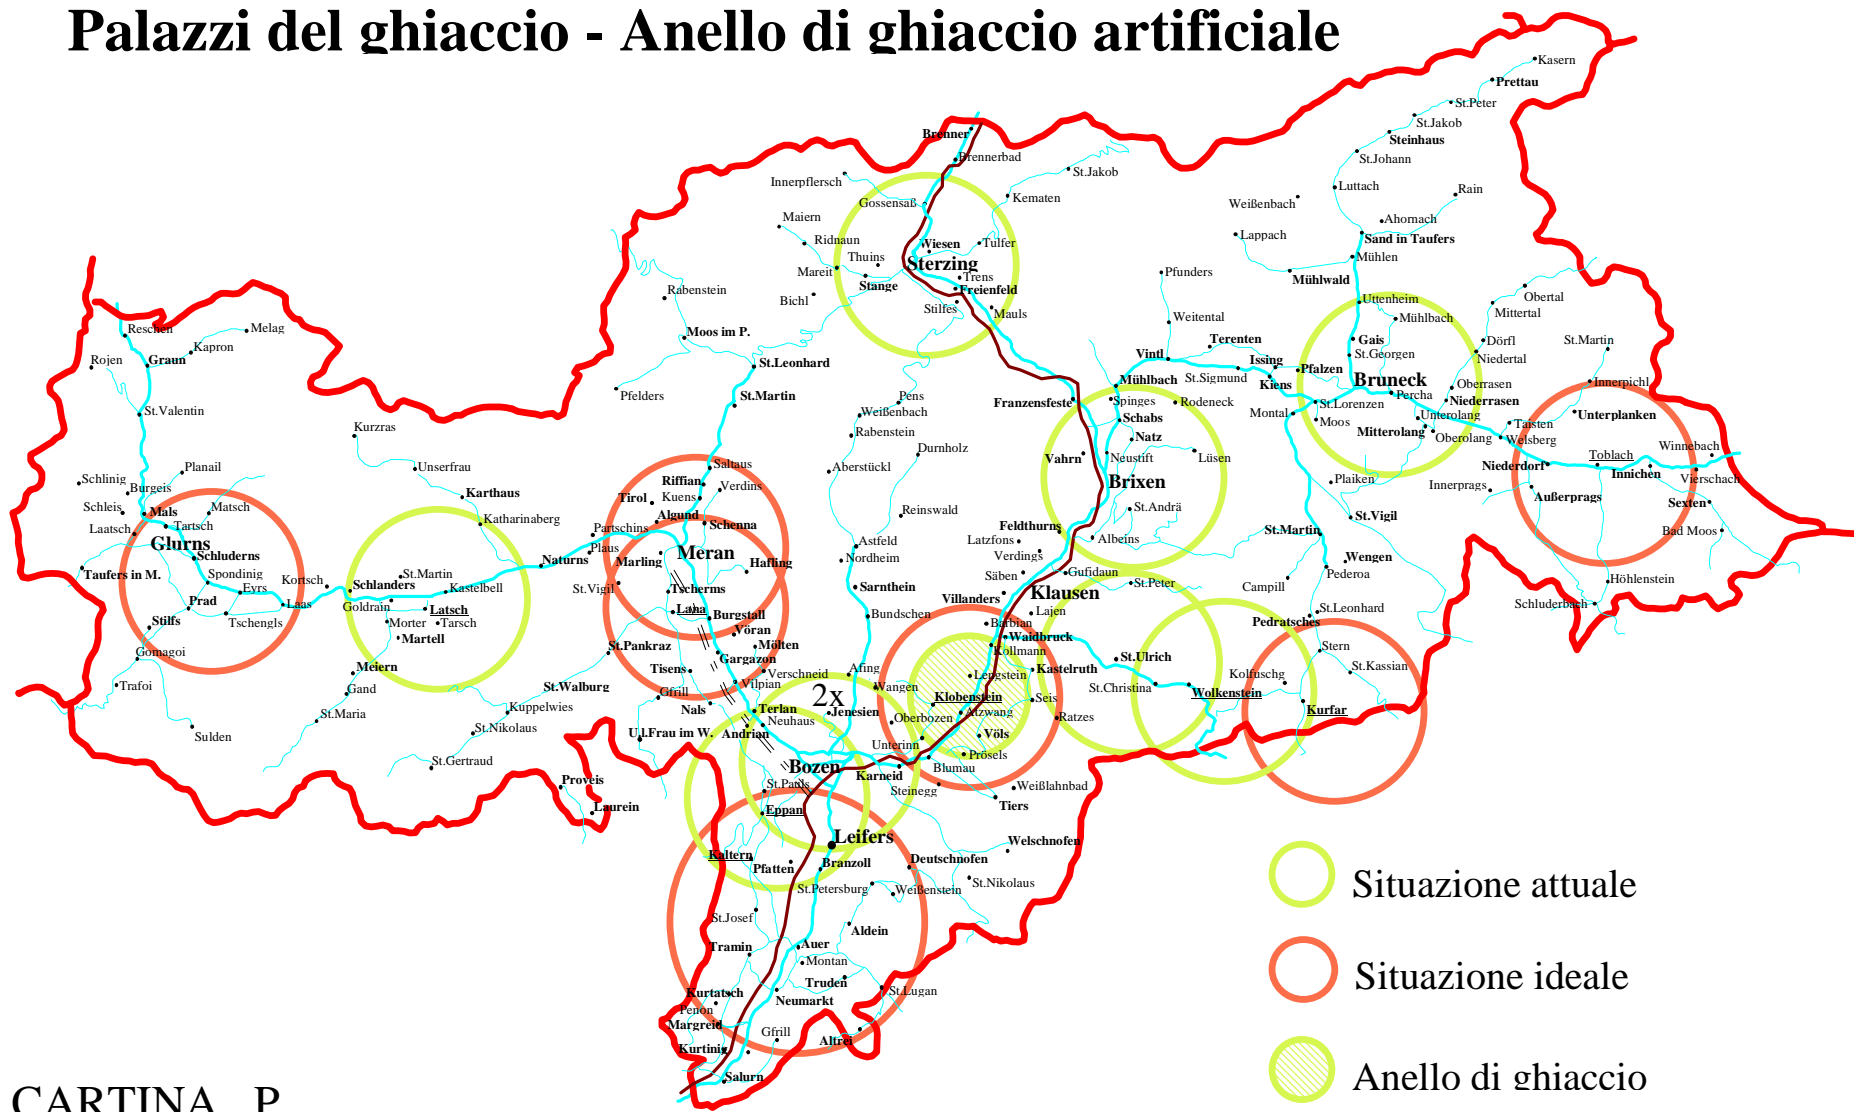 Palazzi del ghiaccio - Anello di ghiaccio artificiale
Kasern
Prettau
St.Peter
St.Jakob
Steinhaus
St.Johann
Luttach
Rain
Weißenbach
Ahornach
Lappach
Sand in Taufers
Mühlen
Mühlwald
Uttenheim
Mühlbach
Obertal
Mittertal
Gais
St.Georgen
Dörfl
Niedertal
St.Martin
Brenner
Brennerbad
St.Jakob
Innerpflersch
Gossensaß
Kematen
Maiern
Ridnaun
Thuins
Mareit
Wiesen
Tulfer
Sterzing
Trens
Stange
Freienfeld
Bichl
Stilfes
Mauls
Pfunders
Weitental
Terenten
Vintl
Issing
St.Sigmund
Kiens
Pfalzen
Bruneck
Percha
Oberrasen
Niederrasen
Innerpichl
Unterplanken
Mühlbach
Spinges
Rodeneck
Franzensfeste
Schabs
Natz
Vahrn
Neustift
Lüsen
Brixen
St.Andrä
Montal
St.Lorenzen
Moos
Unterolang
Mitterolang
Oberolang
Taisten
Welsberg
Winnebach
Toblach
Niederdorf
Innichen
Vierschach
Innerprags
Außerprags
Sexten
Bad Moos
Plaiken
St.Vigil
St.Martin
Wengen
Pederoa
Campill
Höhlenstein
Schluderbach
St.Leonhard
Pedratsches
Stern
St.Kassian
Kolfuschg
Kurfar
Rabenstein
Moos im P.
St.Leonhard
Pfelders
St.Martin
Pens
Weißenbach
Rabenstein
Durnholz
Aberstückl
Reinswald
Astfeld
Nordheim
Sarnthein
Bundschen
Reschen
Melag
Kapron
Rojen
Graun
St.Valentin
Kurzras
Unserfrau
Karthaus
Katharinaberg
Planail
Schlinig
Burgeis
Schleis
Mals
Matsch
Laatsch
Tartsch
Glurns
Schluderns
Taufers in M.
Spondinig
Eyrs
Kortsch
Schlanders
St.Martin
Kastelbell
Prad
Tschengls
Laas
Goldrain
Latsch
Morter
Tarsch
Martell
Stilfs
Gomagoi
Trafoi
Sulden
Meiern
Gand
St.Maria
Saltaus
Riffian
Kuens
Verdins
Tirol
Algund
Partschins
Schenna
Plaus
Naturns
Marling
Meran
Hafling
St.Vigil
Tscherms
Lana
Burgstall
Vöran
Mölten
St.Pankraz
Gargazon
Tisens
Verschneid
Vilpian
St.Walburg
Gfrill
Nals
Kuppelwies
St.Nikolaus
St.Gertraud
U.l.Frau im W.
Terlan
Neuhaus
Andrian
2x
Afing
Wangen
Jenesien
Feldthurns
Latzfons
Albeins
Verdings
Säben
Gufidaun
St.Peter
Villanders
Klausen
Lajen
Barbian
Waidbruck
Kollmann
St.Ulrich
Lengstein
Kastelruth
St.Christina
Wolkenstein
Klobenstein
Seis
Oberbozen
Atzwang
Ratzes
Unterinn
Völs
Prösels
Blumau
Bozen
Karneid
Steinegg
Weißlahnbad
Tiers
Proveis
Laurein
St.Pauls
Eppan
Leifers
Welschnofen
Kaltern
Pfatten
Branzoll
Deutschnofen
St.Petersburg
Weißenstein
St.Nikolaus
St.Josef
Aldein
Tramin
Auer
Montan
Truden
Kurtatsch
Penon
Neumarkt
St.Lugan
Margreid
Gfrill
Altrei
Kurtinig
Salurn
Situazione attuale
Situazione ideale
Anello di ghiaccio
CARTINA P